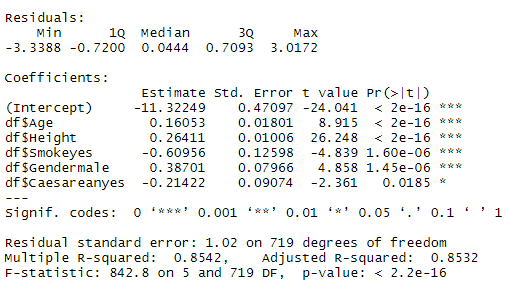 Residuals:
    Min      1Q  Median      3Q     Max
-3.3388 -0.7200  0.0444  0.7093  3.0172

Coefficients:
                 Estimate Std. Error t value Pr(>|t|)
(Intercept)     -11.32249    0.47097 -24.041  < 2e-16 ***
df$Age            0.16053    0.01801   8.915  < 2e-16 ***
df$Height         0.26411    0.01006  26.248  < 2e-16 ***
df$Smokeyes      -0.60956    0.12598  -4.839 1.60e-06 ***
df$Gendermale     0.38701    0.07966   4.858 1.45e-06 ***
df$Caesareanyes  -0.21422    0.09074  -2.361   0.0185 *
---
Signif. codes:  0 ‘***’ 0.001 ‘**’ 0.01 ‘*’ 0.05 ‘.’ 0.1 ‘ ’ 1

Residual standard error: 1.02 on 719 degrees of freedom
Multiple R-squared:  0.8542,    Adjusted R-squared:  0.8532
F-statistic: 842.8 on 5 and 719 DF,  p-value: < 2.2e-16